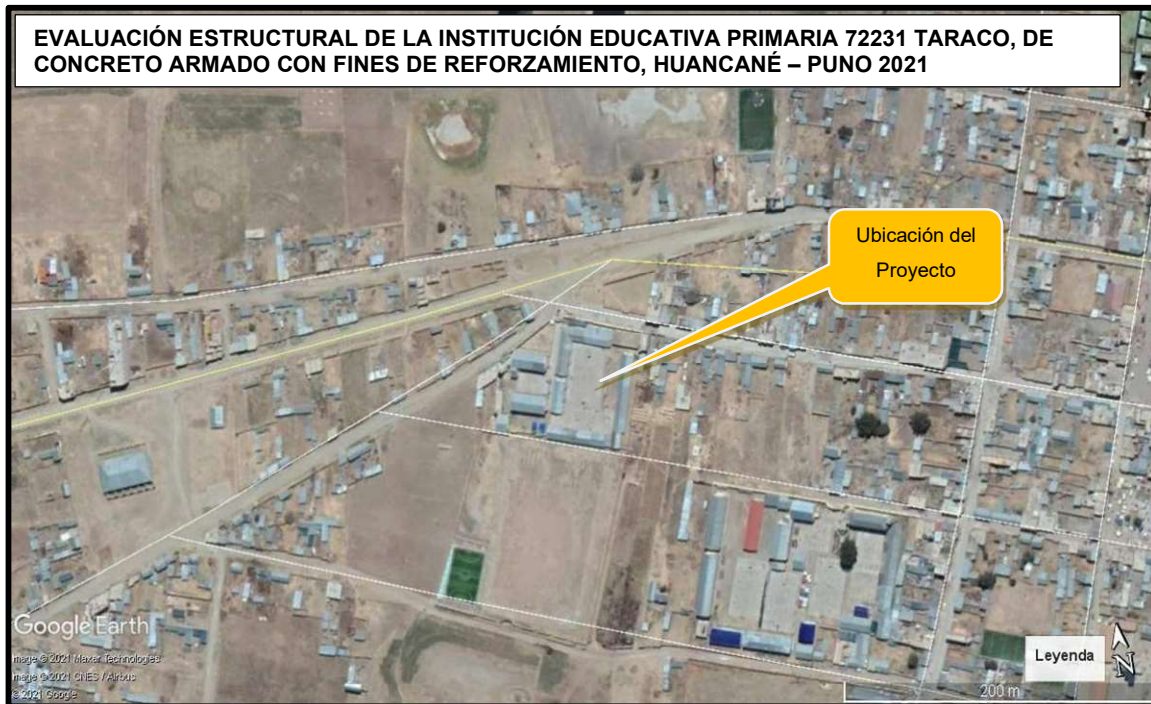 EVALUACIÓN ESTRUCTURAL DE LA INSTITUCIÓN EDUCATIVA PRIMARIA 72231 TARACO, DE
CONCRETO ARMADO CON FINES DE REFORZAMIENTO, HUANCANÉ – PUNO 2021
Ubicación del
Proyecto
Google Earth
Image © 2021 Maxar Technologies
Image © 2021 CNES / Airbus
© 2021 Google
Leyenda
N
200 m